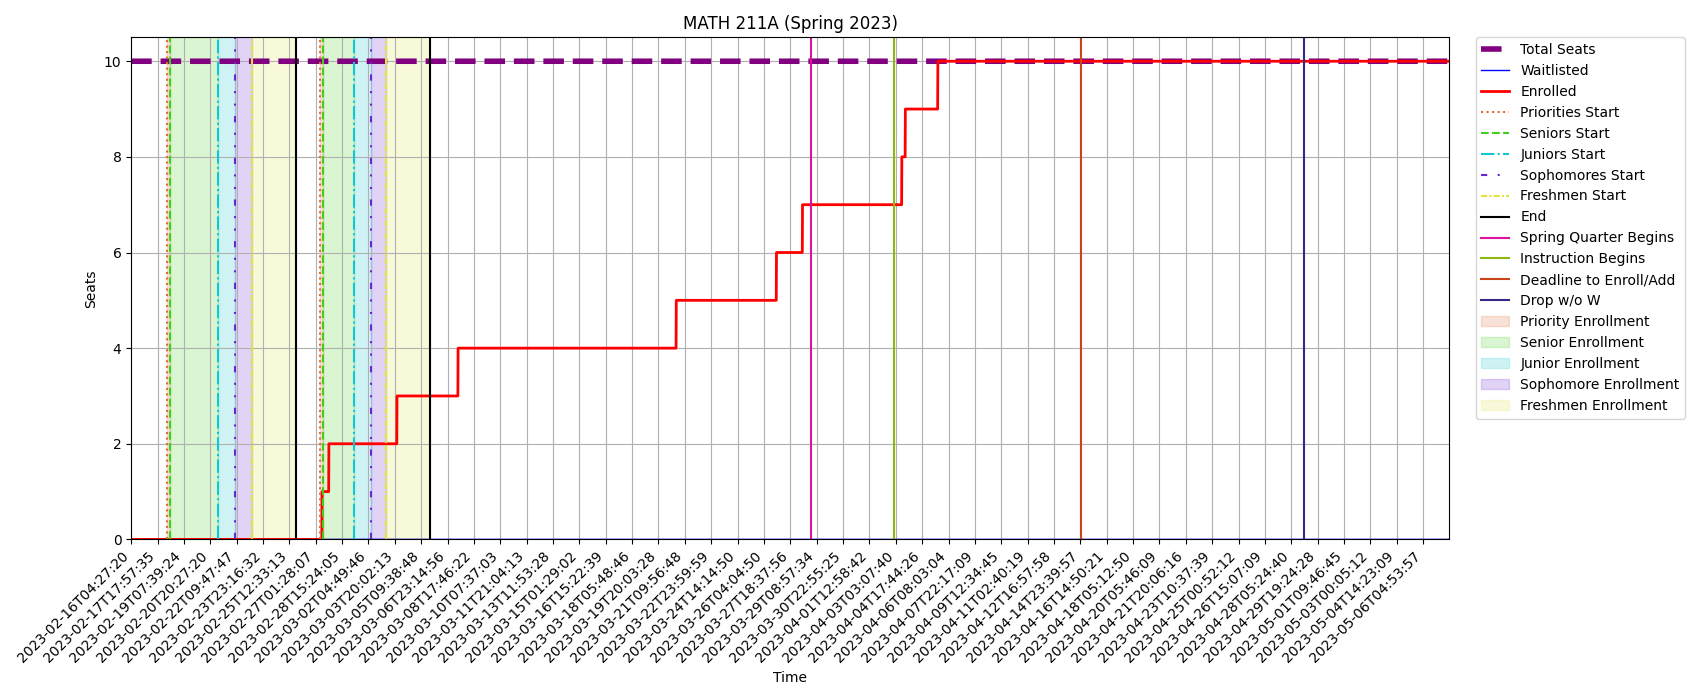 MATH 211A (Spring 2023)
Seats
10
8
6
4
2
0
2023-02-16T04:27:20
2023-02-17T17:57:35
2023-02-19T07:39:24
2023-02-20T20:27:20
2023-02-22T09:47:47
2023-02-23T23:16:32
2023-02-25T12:33:13
2023-02-27T01:28:07
2023-02-28T15:24:05
2023-03-02T04:49:46
2023-03-03T20:02:13
2023-03-05T09:38:48
2023-03-06T23:14:56
2023-03-08T17:46:22
2023-03-10T07:37:03
2023-03-11T21:04:13
2023-03-13T11:53:28
2023-03-15T01:29:02
2023-03-16T15:22:39
2023-03-18T05:48:46
2023-03-19T20:03:28
2023-03-21T09:56:48
2023-03-22T23:59:59
2023-03-24T14:14:50
2023-03-26T04:04:50
2023-03-27T18:37:56
2023-03-29T08:57:34
2023-03-30T22:55:25
2023-04-01T12:58:42
2023-04-03T03:07:40
2023-04-04T17:44:26
2023-04-06T08:03:04
2023-04-07T22:17:09
2023-04-09T12:34:45
2023-04-11T02:40:19
2023-04-12T16:57:58
2023-04-14T23:39:57
2023-04-16T14:50:21
2023-04-18T05:12:50
2023-04-20T05:46:09
2023-04-21T20:06:16
2023-04-23T10:37:39
2023-04-25T00:52:12
2023-04-26T15:07:09
2023-04-28T05:24:40
2023-04-29T19:24:28
2023-05-01T09:46:45
2023-05-03T00:05:12
2023-05-04T14:23:09
2023-05-06T04:53:57
Time
Total Seats
Waitlisted
Enrolled
Priorities Start
Seniors Start
Juniors Start
Sophomores Start
Freshmen Start
End
Spring Quarter Begins
Instruction Begins
Deadline to Enroll/Add
Drop w/o W
Priority Enrollment
Senior Enrollment
Junior Enrollment
Sophomore Enrollment
Freshmen Enrollment